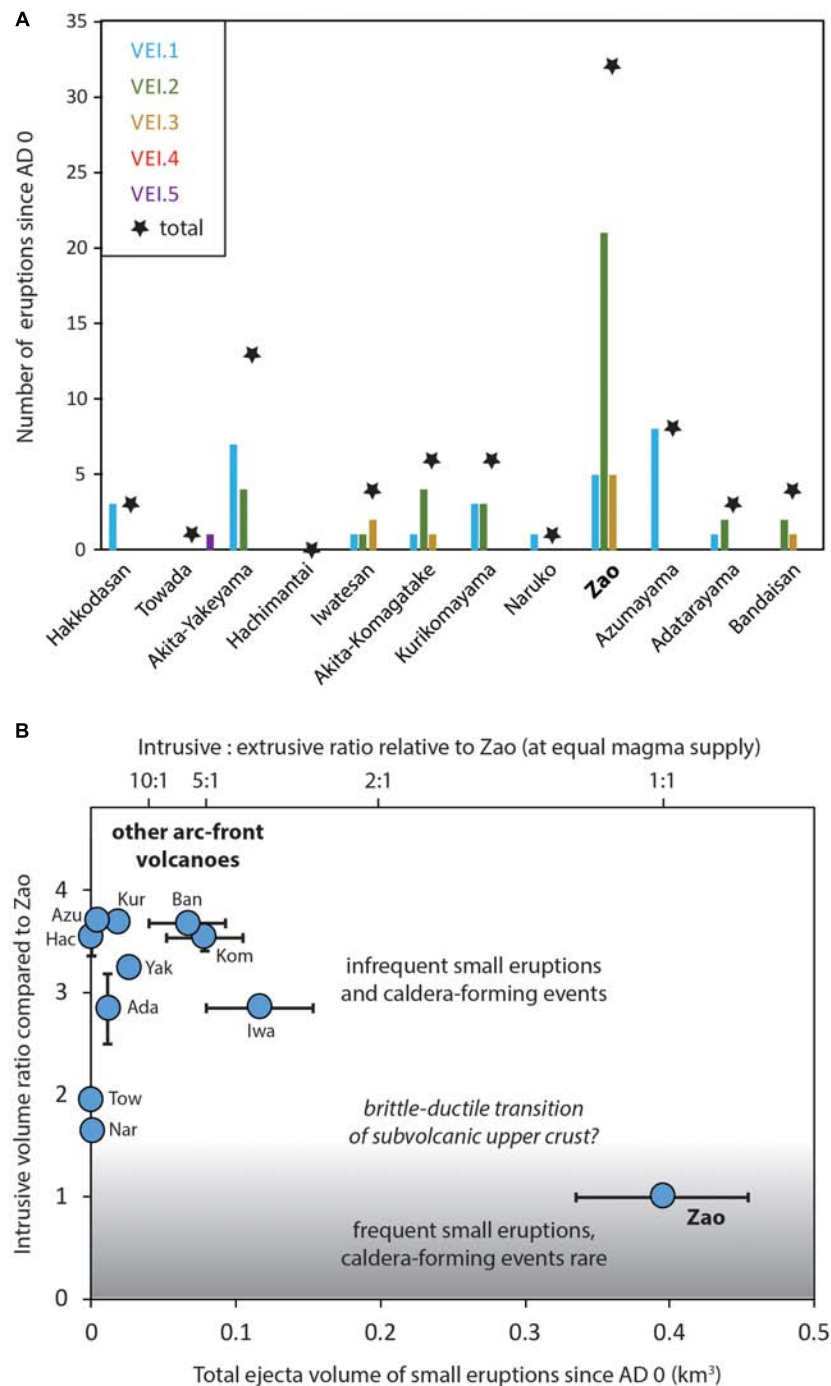 A
VEI.1
VEI.2
VEI.3
VEI.4
VEI.5
total
Number of eruptions since AD 0
35
30
25
20
15
10
5
0
Hakkodasan
Towada
Akita-Yakeyama
Hachimantai
Iwatesan
Akita-Komagatake
Kurikomayama
Naruko
Zao
Azumayama
Adatarayama
Bandaisan
B
Intrusive : extrusive ratio relative to Zao (at equal magma supply)
10:1 5:1 2:1 1:1
other arc-front
volcanoes
Intrusive volume ratio compared to Zao
4
3
2
1
0
Azu Kur Ban
Hac Kom
Yak
Ada
Iwa
Tow
Nar
infrequent small eruptions
and caldera-forming events
brittle-ductile transition
of subvolcanic upper crust?
Zao
frequent small eruptions,
caldera-forming events rare
0 0.1 0.2 0.3 0.4 0.5
Total ejecta volume of small eruptions since AD 0 (km³)